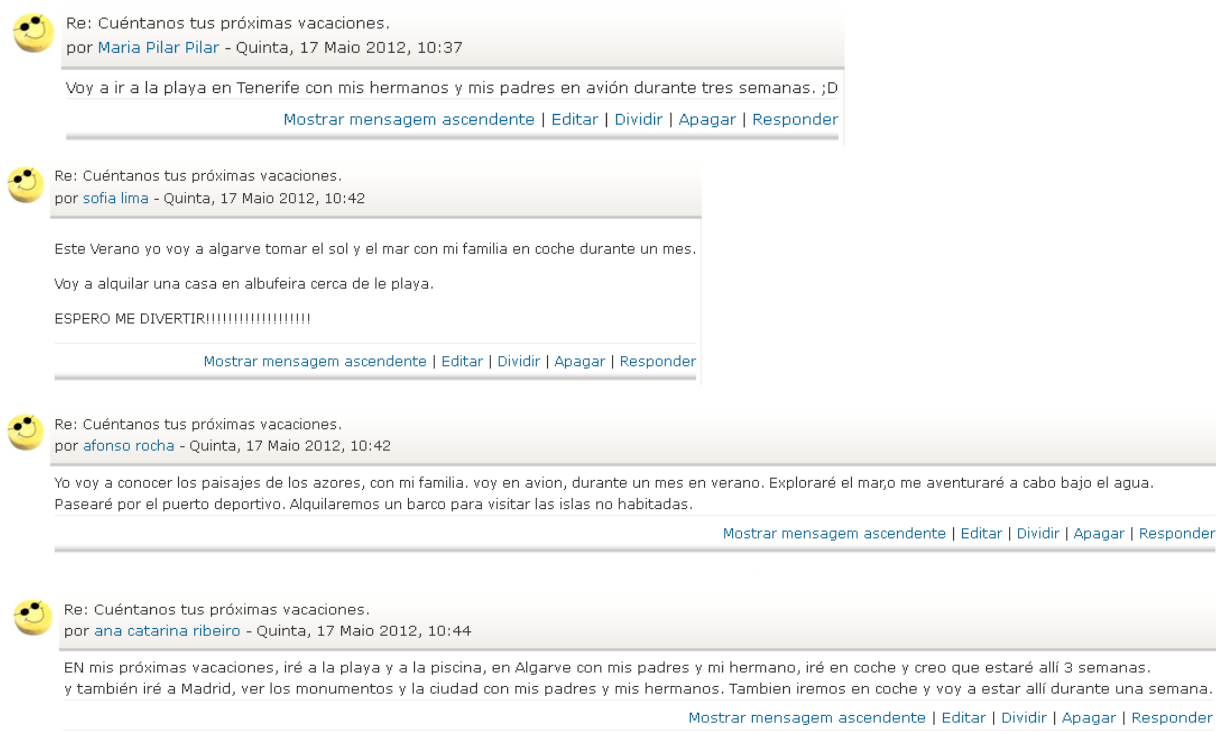 Re: Cuéntanos tus próximas vacaciones.
por Maria Pilar Pilar - Quinta, 17 Maio 2012, 10:37
Voy a ir a la playa en Tenerife con mis hermanos y mis padres en avión durante tres semanas. ;D
Mostrar mensagem ascendente | Editar | Dividir | Apagar | Responder
Re: Cuéntanos tus próximas vacaciones.
por sofia lima - Quinta, 17 Maio 2012, 10:42
Este Verano yo voy a algarve tomar el sol y el mar con mi familia en coche durante un mes.
Voy a alquilar una casa en albufeira cerca de le playa.
ESPERO ME DIVERTIR!!!!!!!!!!!!!!!!!!!
Mostrar mensagem ascendente | Editar | Dividir | Apagar | Responder
Re: Cuéntanos tus próximas vacaciones.
por afonso rocha - Quinta, 17 Maio 2012, 10:42
Yo voy a conocer los paisajes de los azores, con mi familia. voy en avion, durante un mes en verano. Exploraré el mar,o me aventuraré a cabo bajo el agua.
Pasearé por el puerto deportivo. Alquilaremos un barco para visitar las islas no habitadas.
Mostrar mensagem ascendente | Editar | Dividir | Apagar | Responder
Re: Cuéntanos tus próximas vacaciones.
por ana catarina ribeiro - Quinta, 17 Maio 2012, 10:44
EN mis próximas vacaciones, iré a la playa y a la piscina, en Algarve con mis padres y mi hermano, iré en coche y creo que estaré allí 3 semanas.
y también iré a Madrid, ver los monumentos y la ciudad con mis padres y mis hermanos. Tambien iremos en coche y voy a estar allí durante una semana.
Mostrar mensagem ascendente | Editar | Dividir | Apagar | Responder